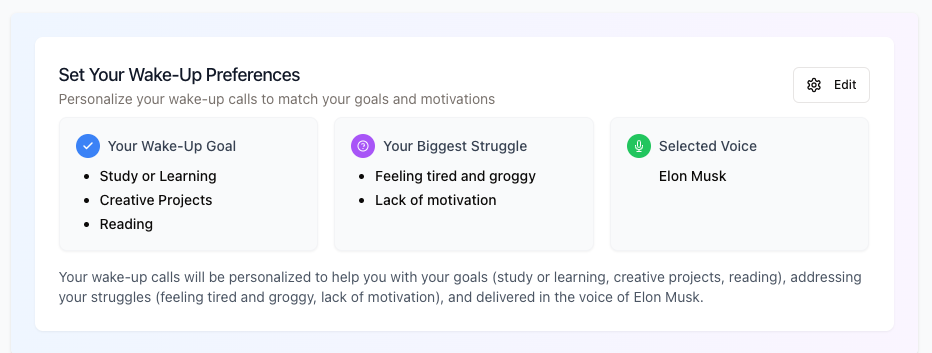 Set Your Wake-Up Preferences
Personalize your wake-up calls to match your goals and motivations
Edit
Your Wake-Up Goal
Study or Learning
Creative Projects
Reading
Your Biggest Struggle
Feeling tired and groggy
Lack of motivation
Selected Voice
Elon Musk
Your wake-up calls will be personalized to help you with your goals (study or learning, creative projects, reading), addressing
your struggles (feeling tired and groggy, lack of motivation), and delivered in the voice of Elon Musk.